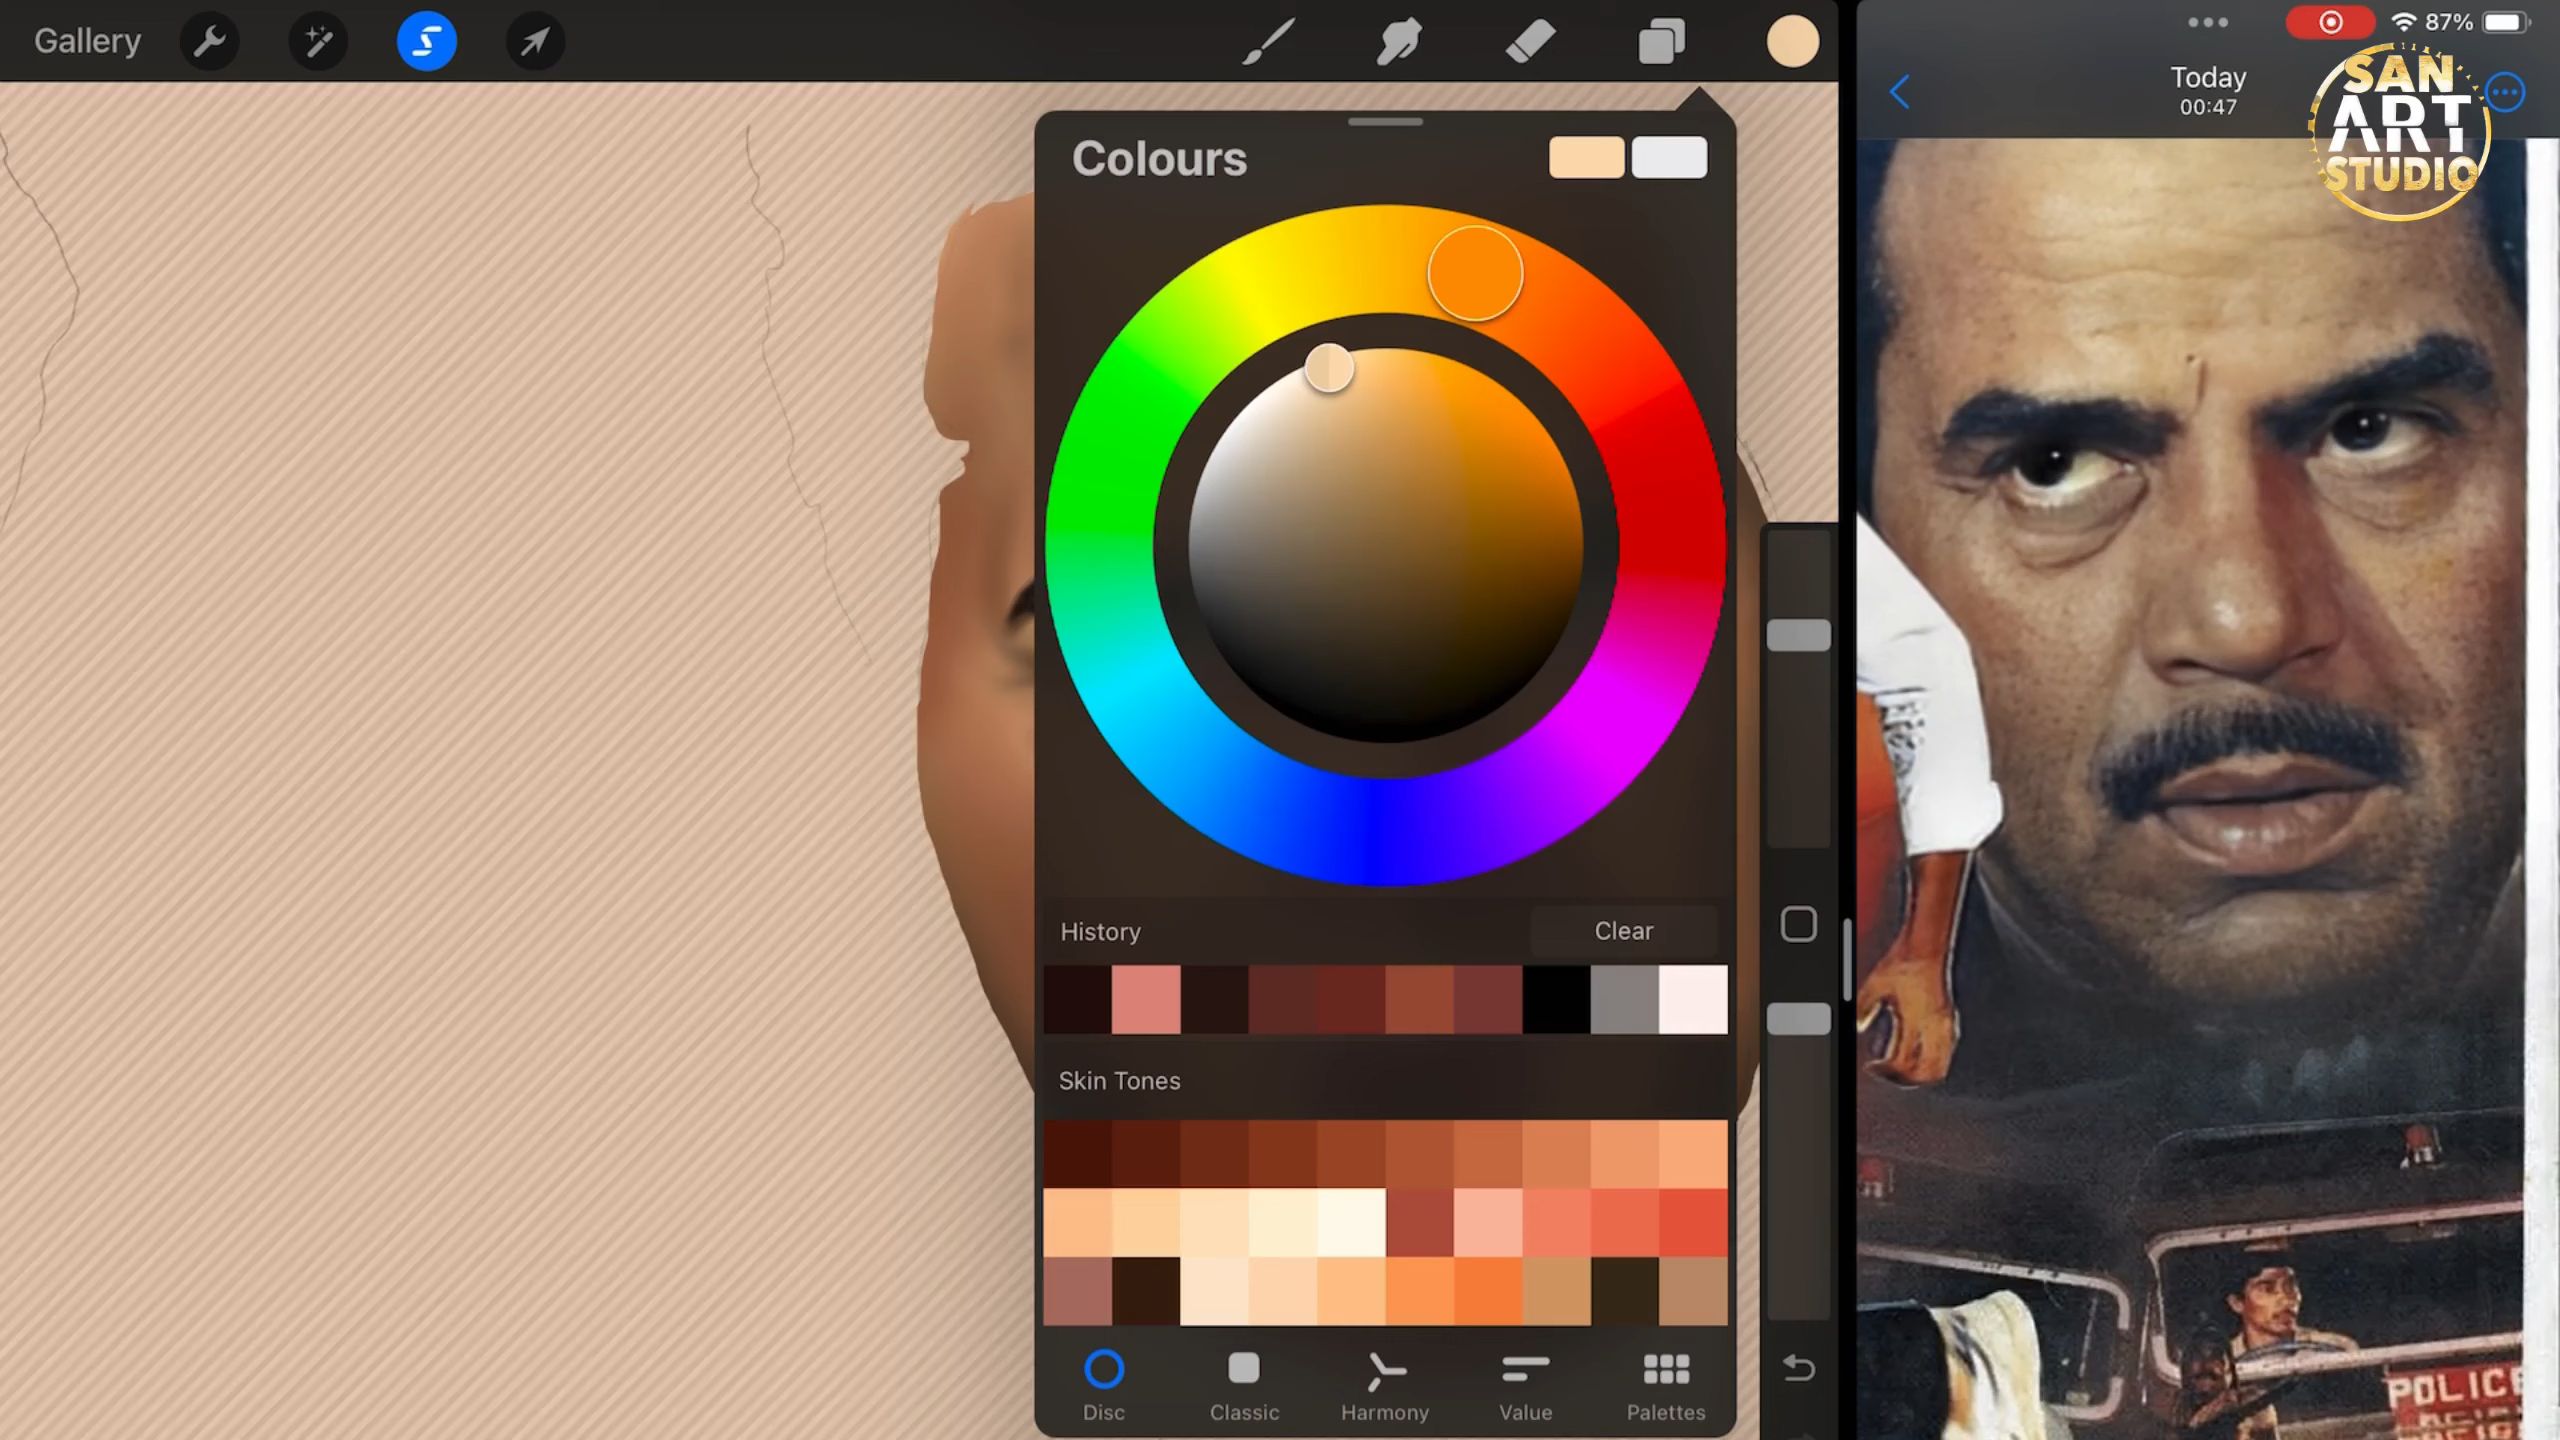 Gallery
87%
Today
00:47
SAN
ART
STUDIO
Colours
History
Clear
Skin Tones
Disc
Classic
Harmony
Value
Palettes
POLICE